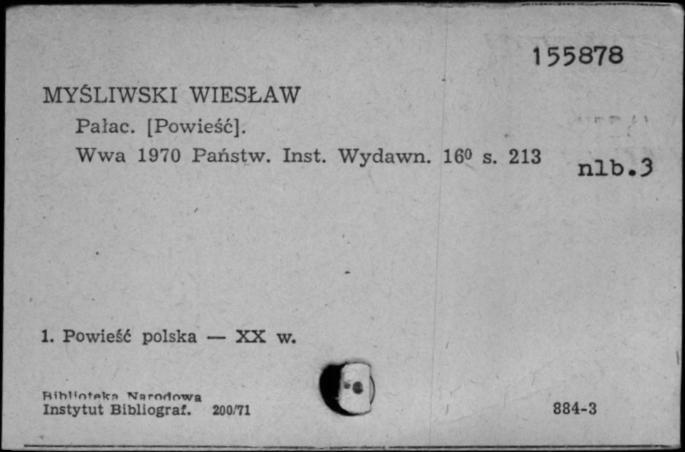 155878
MYŚLIWSKI WIESŁAW
Pałac. [Powieść].
Wwa 1970 Państw. Inst. Wydawn. 16⁰ s. 213
nlb.3
1. Powieść polska — XX w.
Biblioteka Narodowa
Instytut Bibliograf. 200/71
884-3